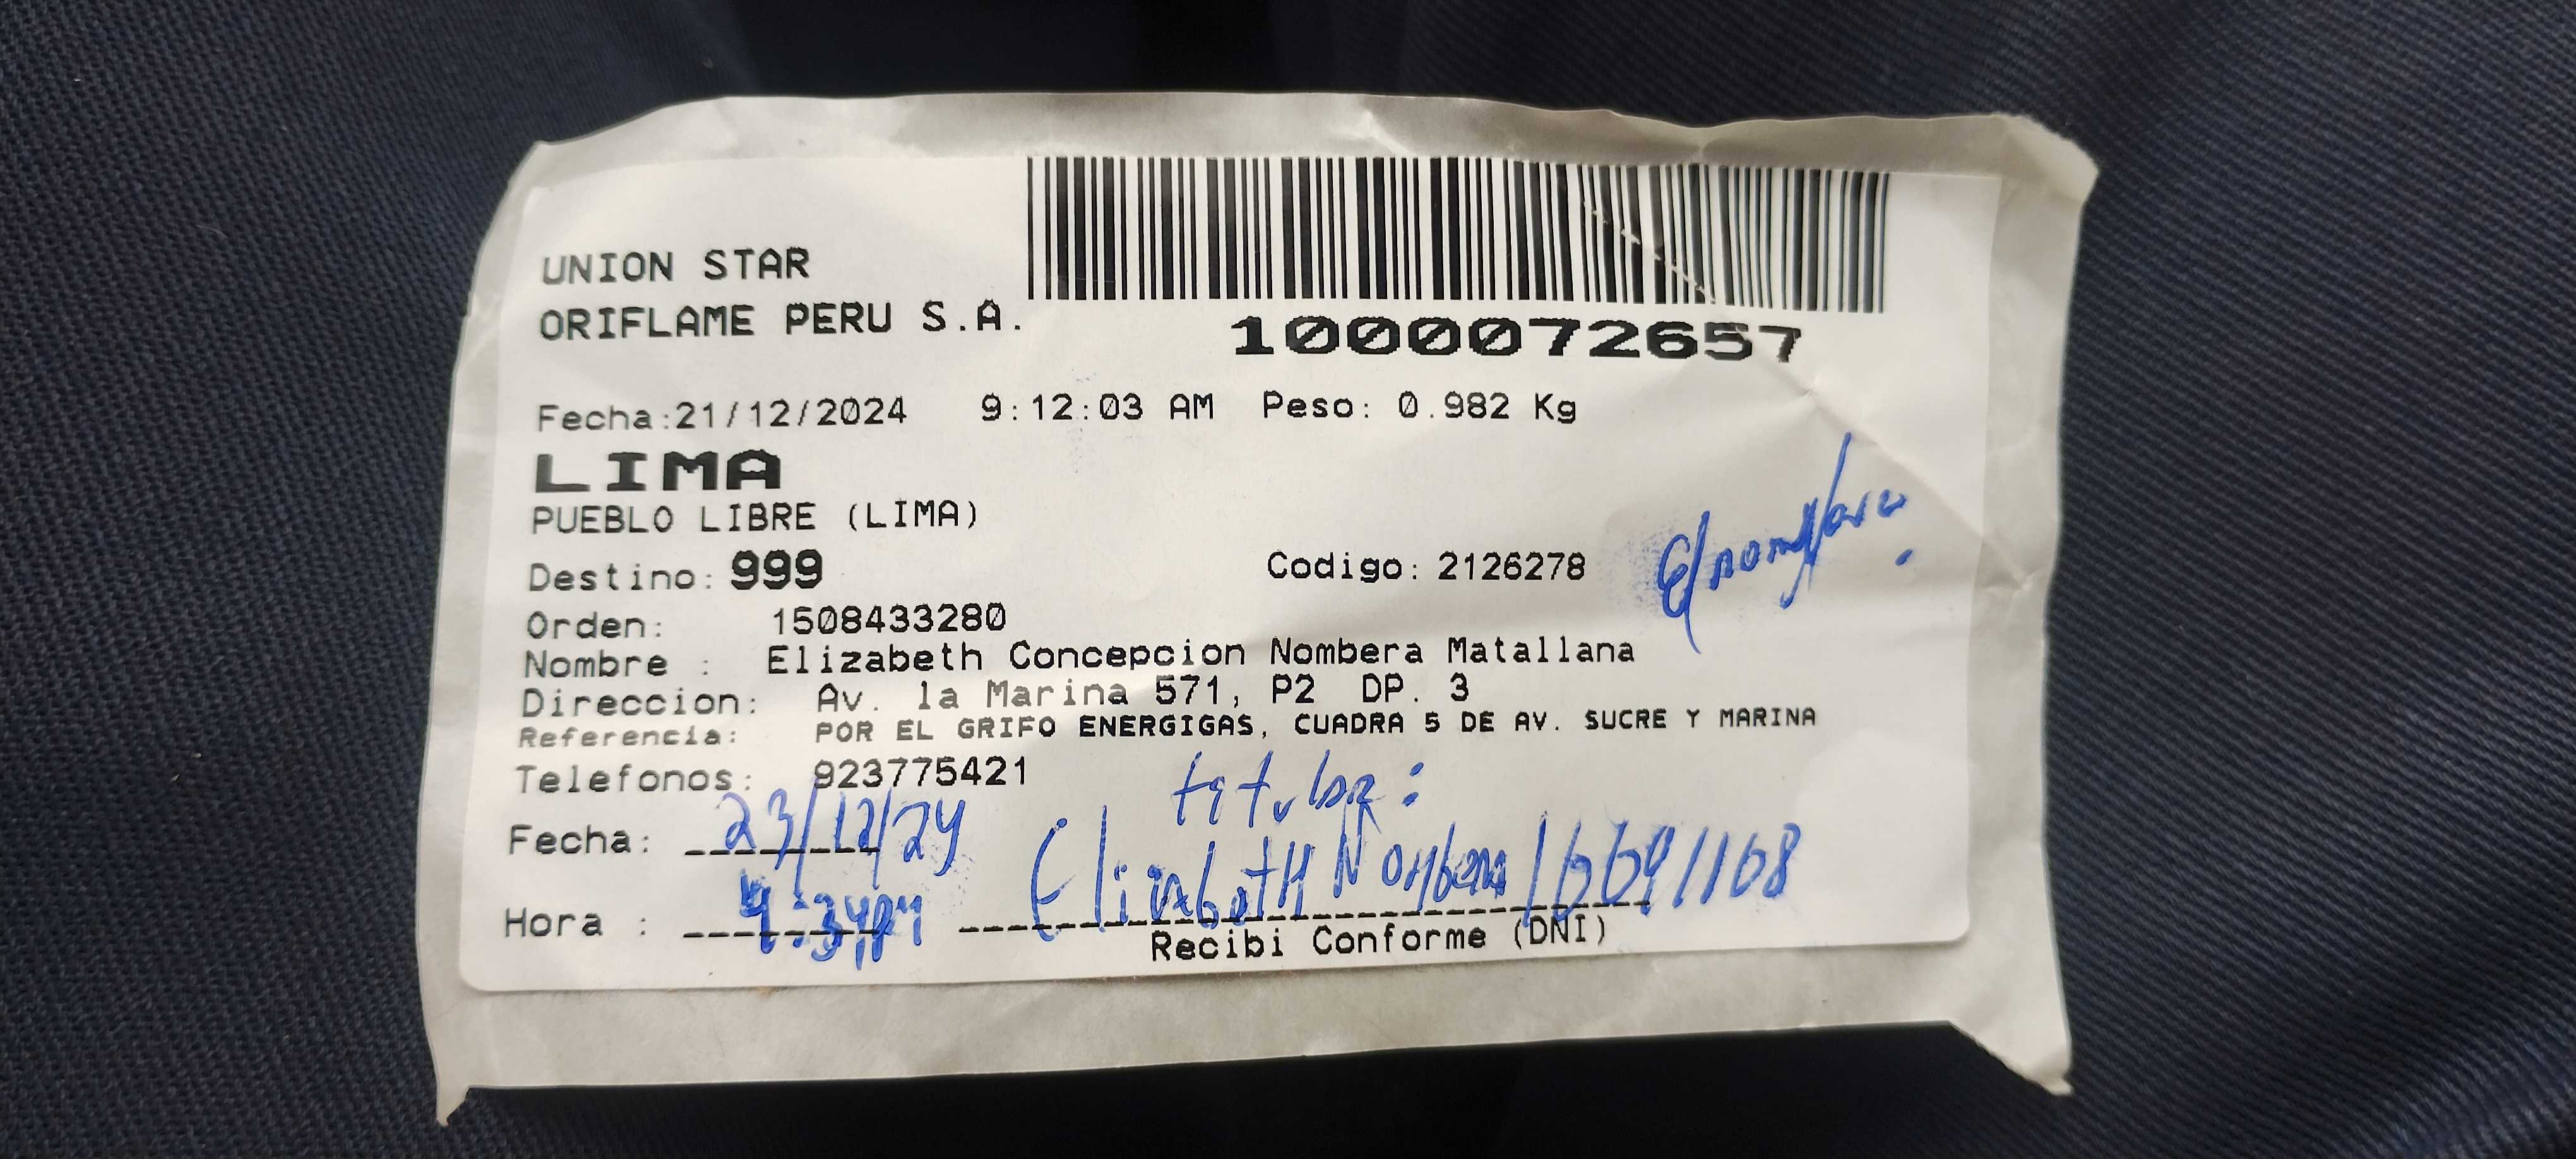 UNION STAR
ORIFLAME PERU S.A.
1000072657
Fecha:21/12/2024 9:12:03 AM Peso: 0.982 Kg
LIMA
PUEBLO LIBRE (LIMA)
Destino: 999 Codigo: 2126278
Orden: 1508433280
Nombre : Elizabeth Concepcion Nombera Matallana
Direccion: Av. la Marina 571, P2 DP. 3
Referencia: POR EL GRIFO ENERGIGAS, CUADRA 5 DE AV. SUCRE Y MARINA
Telefonos: 923775421
titular:
Fecha: 23/12/24
Elizabeth Nombera
Hora : 4:34PM
Recibi Conforme (DNI)